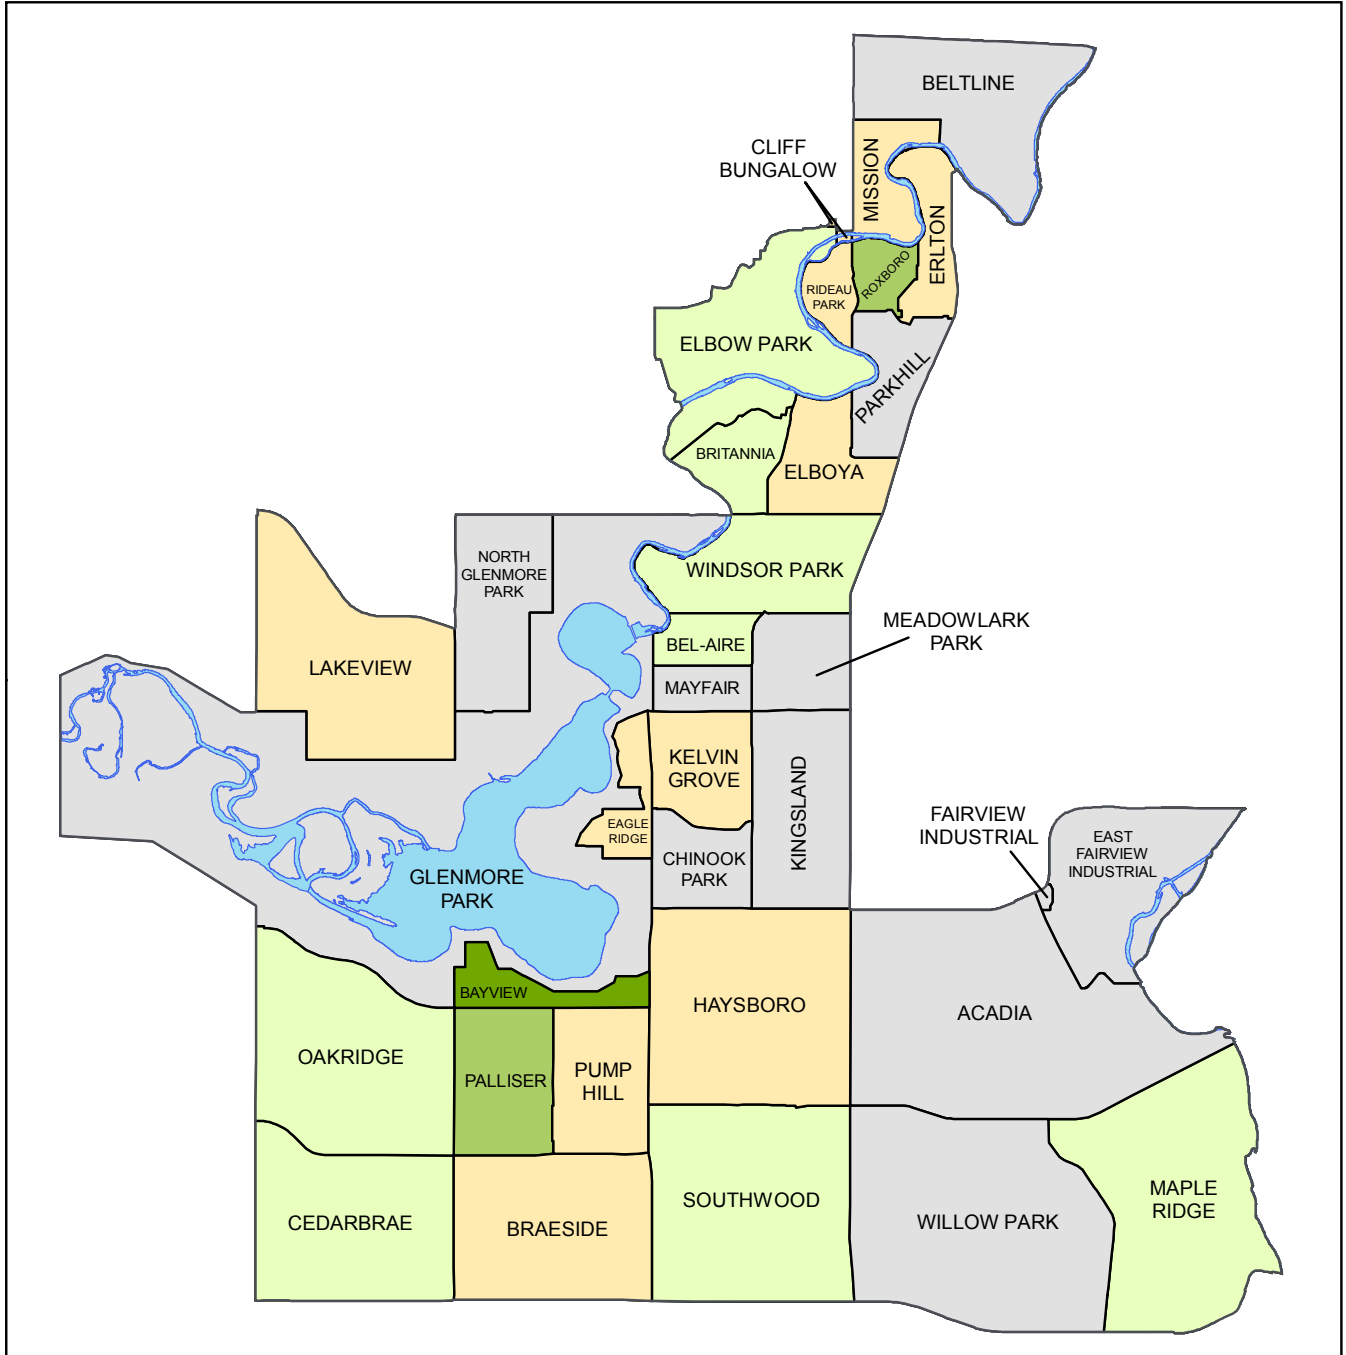 BELTLINE
CLIFF
BUNGALOW
MISSION
ERLTON
ROXBORO
RIDEAU
PARK
ELBOW PARK
PARKHILL
BRITANNIA
ELBOYA
NORTH
GLENMORE
PARK
WINDSOR PARK
MEADOWLARK
PARK
BEL-AIRE
LAKEVIEW
MAYFAIR
KELVIN
GROVE
KINGSLAND
EAGLE
RIDGE
FAIRVIEW
INDUSTRIAL
EAST
FAIRVIEW
INDUSTRIAL
CHINOOK
PARK
GLENMORE
PARK
BAYVIEW
HAYSBORO
ACADIA
OAKRIDGE
PALLISER
PUMP
HILL
CEDARBRAE
BRAESIDE
SOUTHWOOD
WILLOW PARK
MAPLE
RIDGE